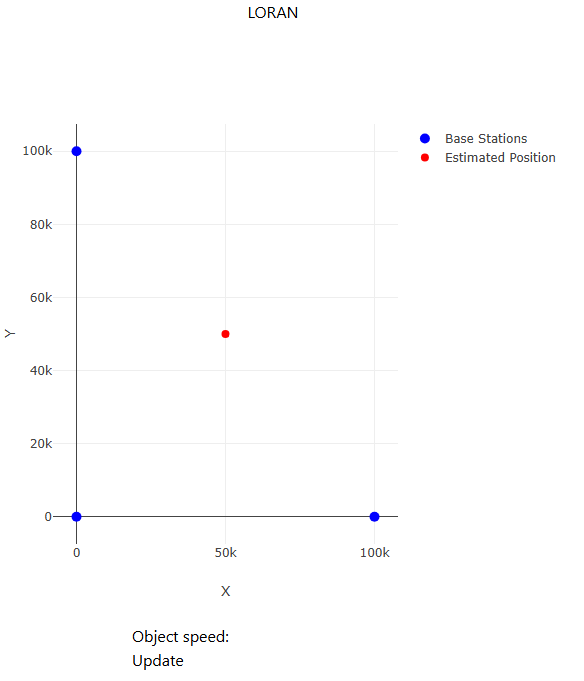 LORAN
Base Stations
Estimated Position
100k
80k
60k
40k
20k
0
Y
0 50k 100k
X
Object speed:
Update